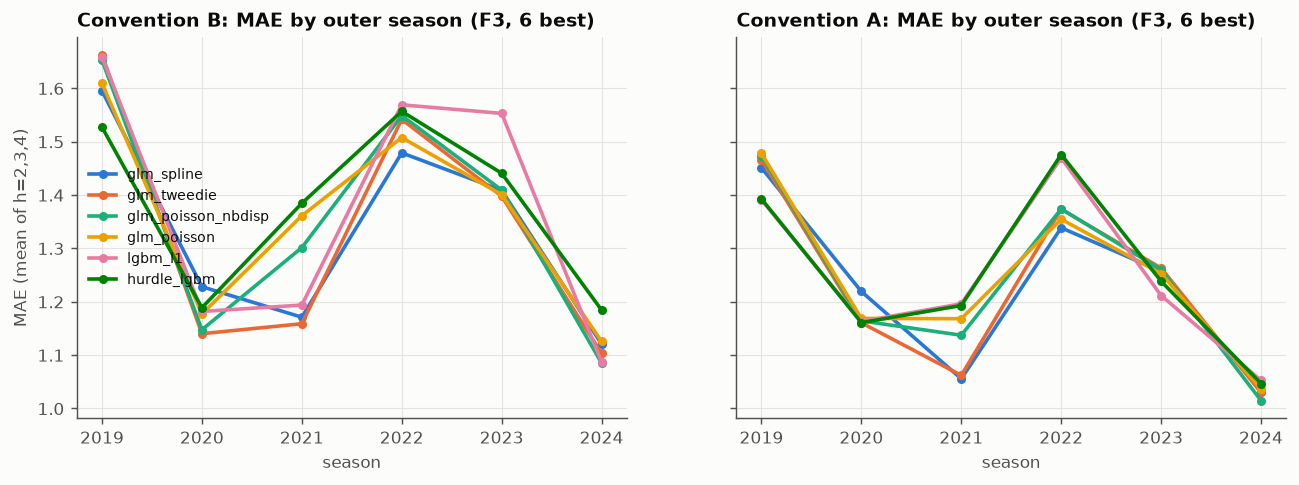 Convention B: MAE by outer season (F3, 6 best)
MAE (mean of h=2,3,4)
1.6
1.5
1.4
1.3
1.2
1.1
1.0
glm_spline
glm_tweedie
glm_poisson_nbdisp
glm_poisson
lgbm_l1
hurdle_lgbm
2019 2020 2021 2022 2023 2024
season
Convention A: MAE by outer season (F3, 6 best)
2019 2020 2021 2022 2023 2024
season